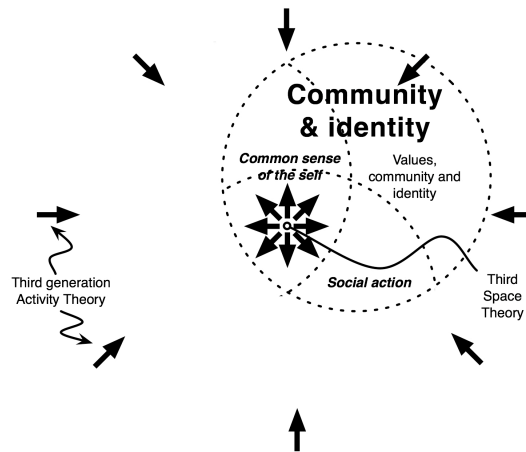 Community
& identity
Common sense
of the self
Values,
community and
identity
Third generation
Activity Theory
Social action
Third
Space
Theory